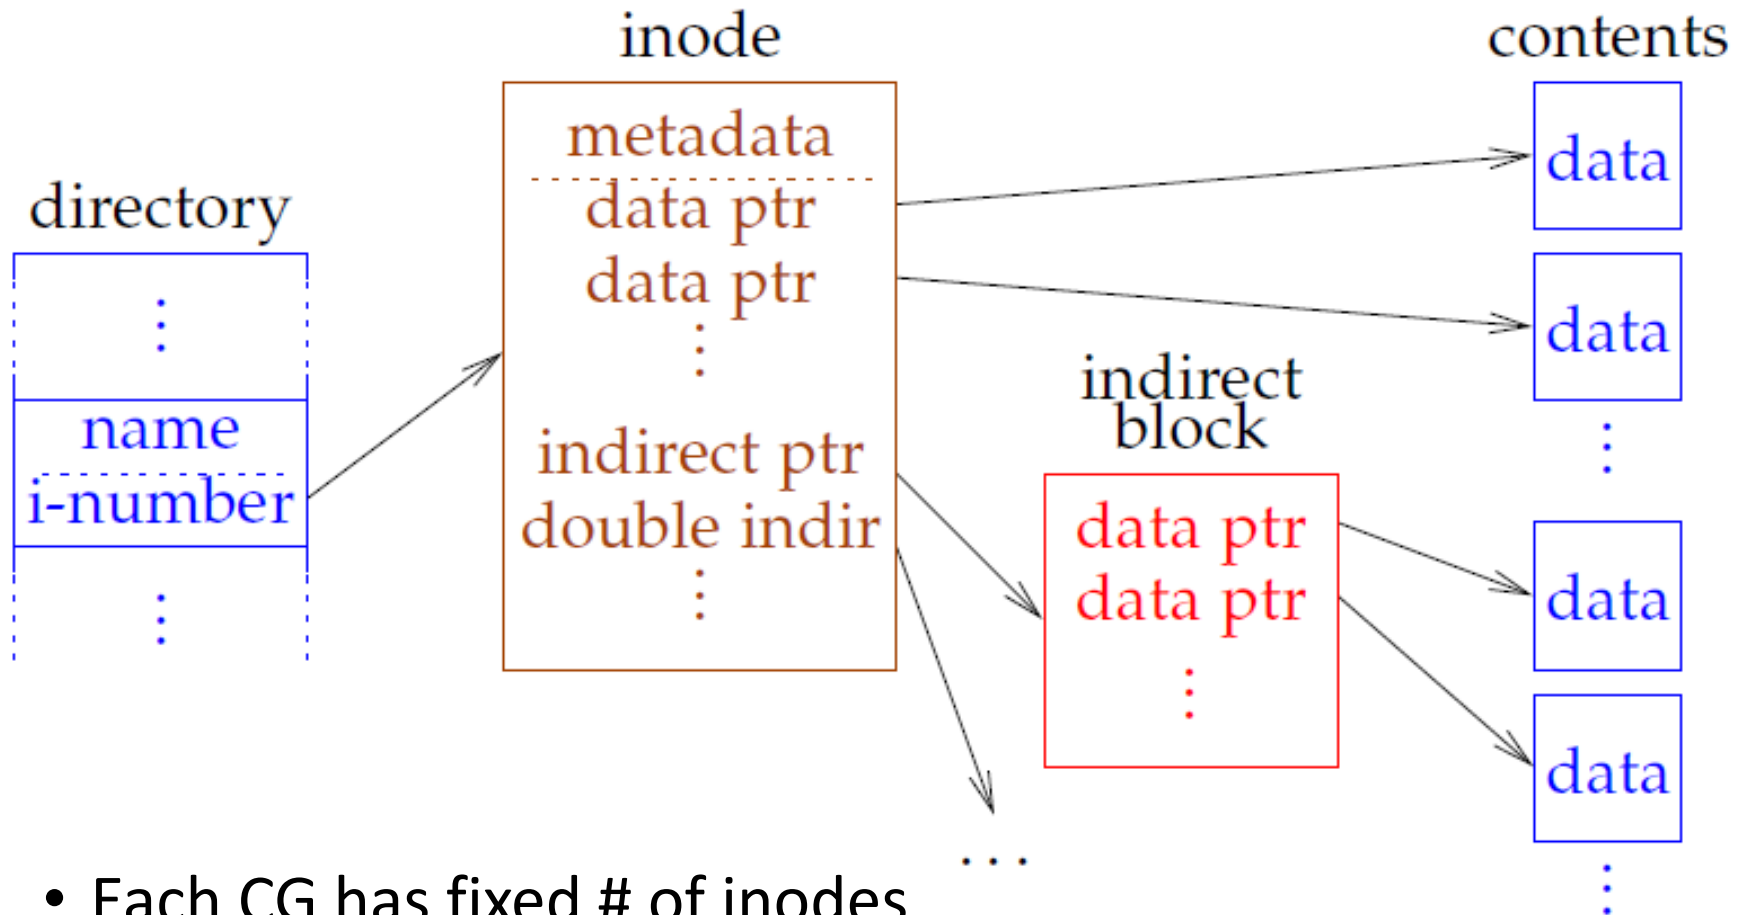 inode
contents
directory
⋮
name
i-number
⋮
metadata
data ptr
data ptr
⋮
indirect ptr
double indir
⋮
indirect
block
data ptr
data ptr
⋮
data
data
⋮
data
data
⋮
...
• Each CG has fixed # of inodes